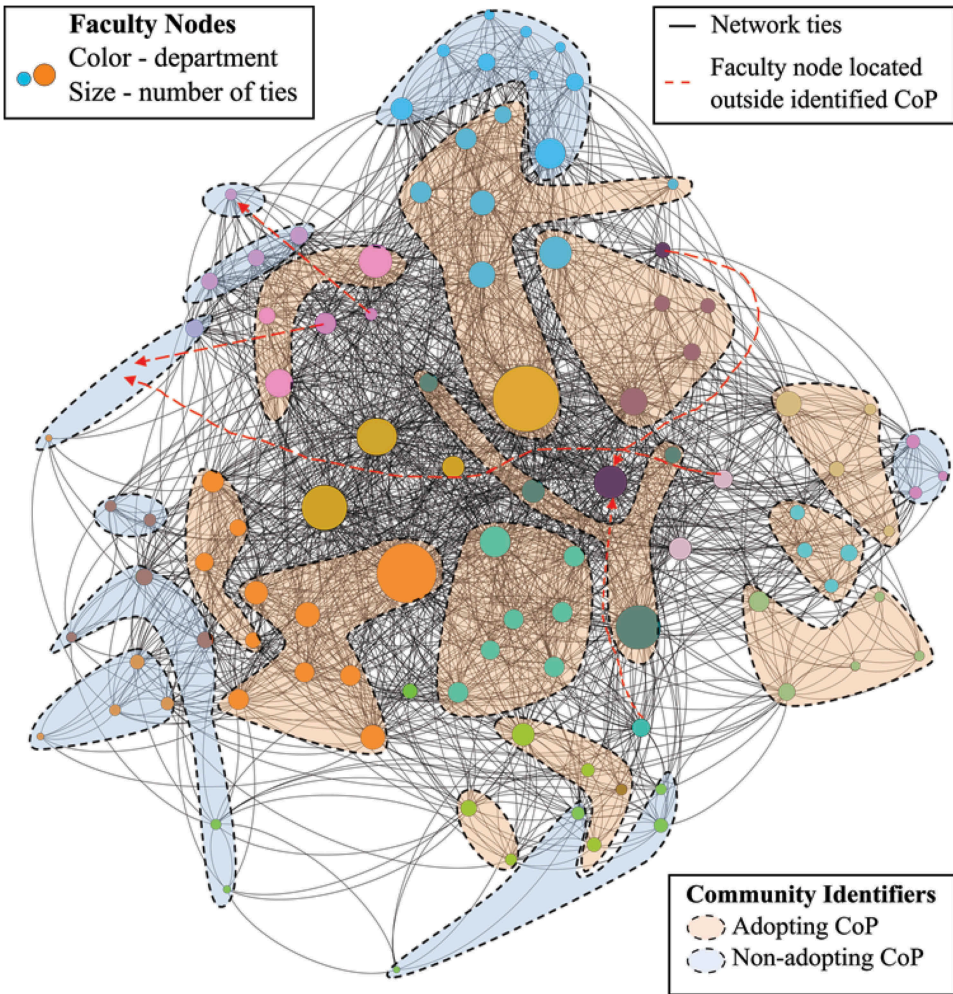 Faculty Nodes
Color - department
Size - number of ties
Network ties
Faculty node located
outside identified CoP
Community Identifiers
Adopting CoP
Non-adopting CoP